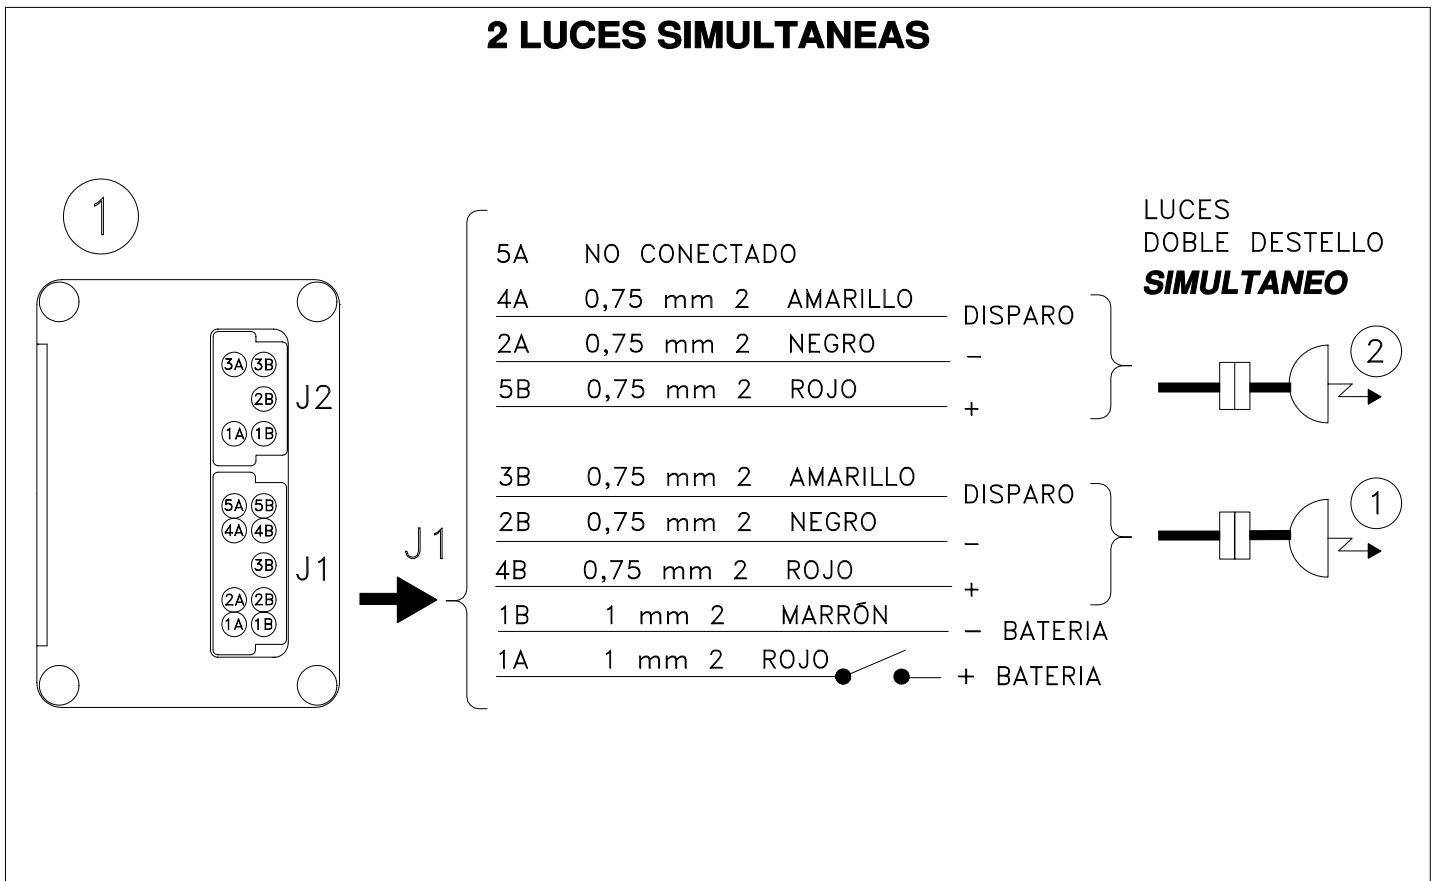 2 LUCES SIMULTANEAS
1
3A 3B
2B
J2
1A 1B
5A 5B
4A 4B
3B
J1
2A 2B
1A 1B
J1
5A NO CONECTADO
4A 0,75 mm 2 AMARILLO
DISPARO
2A 0,75 mm 2 NEGRO
-
5B 0,75 mm 2 ROJO
+
3B 0,75 mm 2 AMARILLO
DISPARO
2B 0,75 mm 2 NEGRO
-
4B 0,75 mm 2 ROJO
+
1B 1 mm 2 MARRÓN
- BATERIA
1A 1 mm 2 ROJO
+ BATERIA
LUCES
DOBLE DESTELLO
SIMULTANEO
2
1